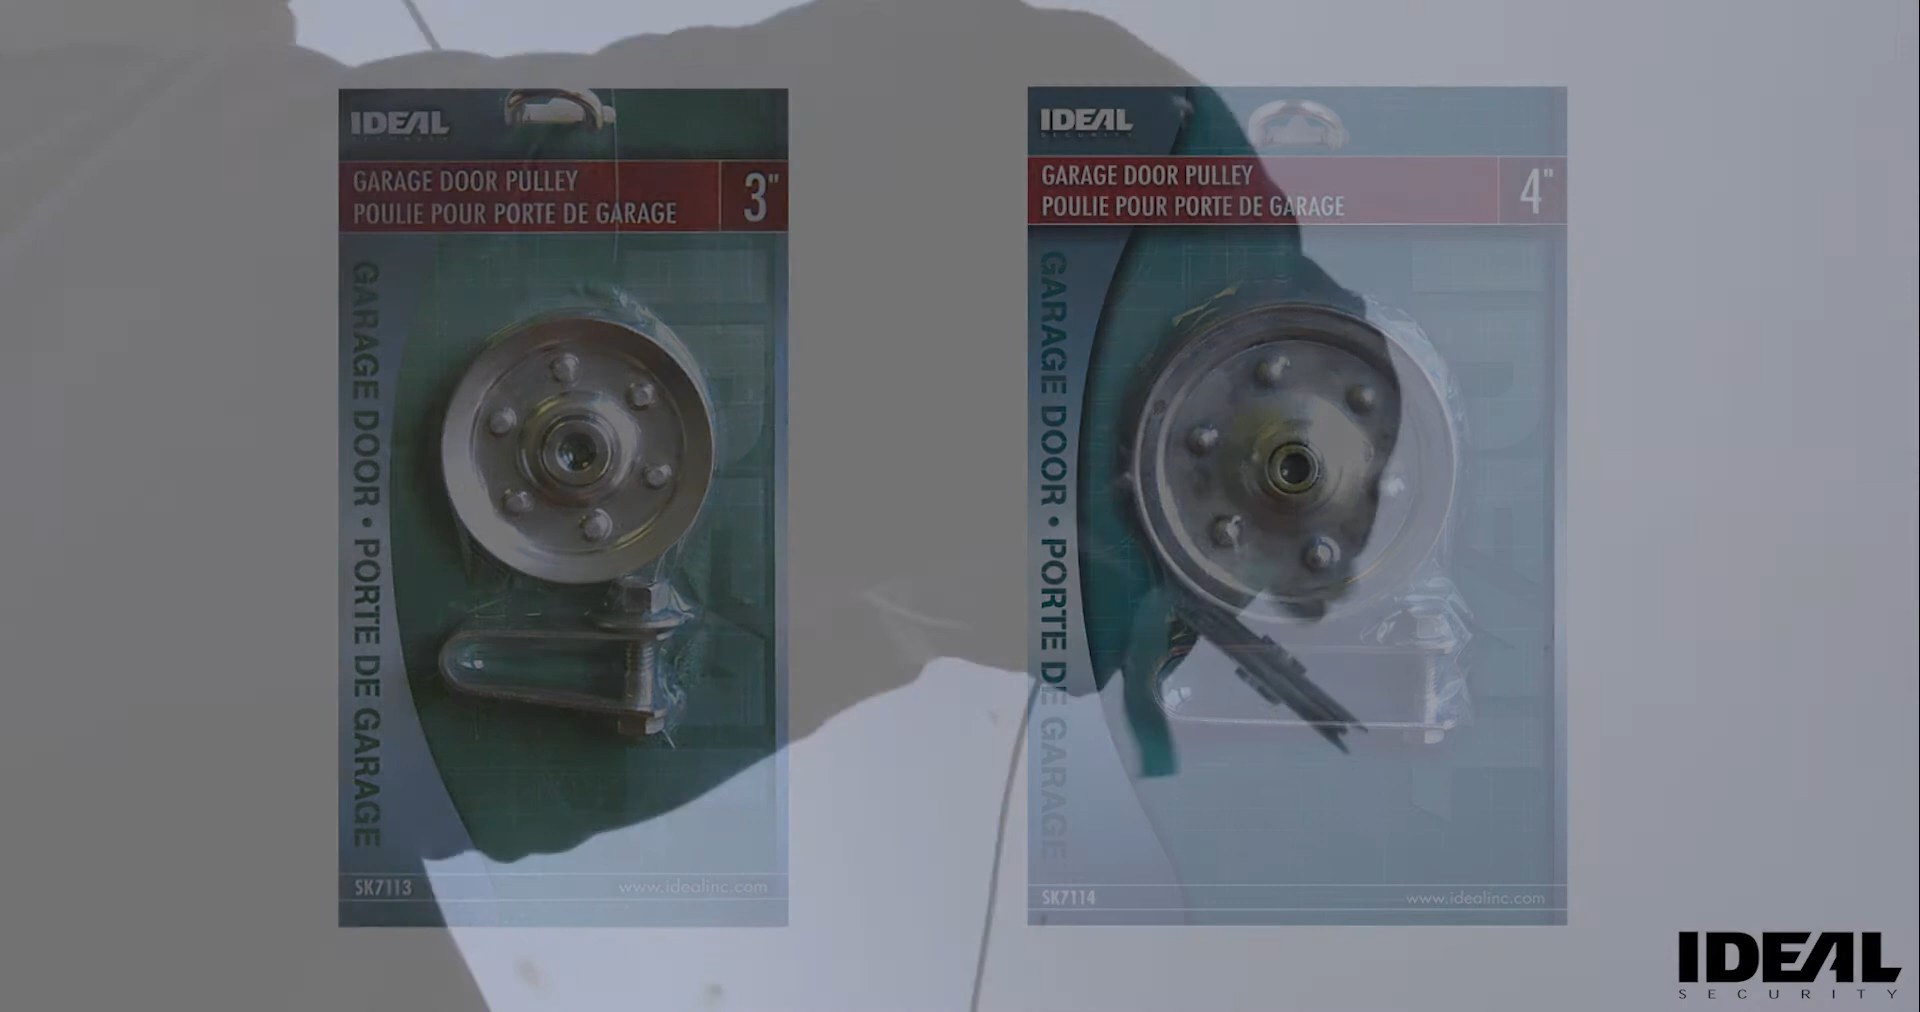 IDEAL
SECURITY
GARAGE DOOR PULLEY
POULIE POUR PORTE DE GARAGE
3"
GARAGE DOOR • PORTE DE GARAGE
SK7113
www.idealinc.com
IDEAL
SECURITY
GARAGE DOOR PULLEY
POULIE POUR PORTE DE GARAGE
4"
GARAGE DOOR • PORTE DE GARAGE
SK7114
www.idealinc.com
IDEAL
SECURITY